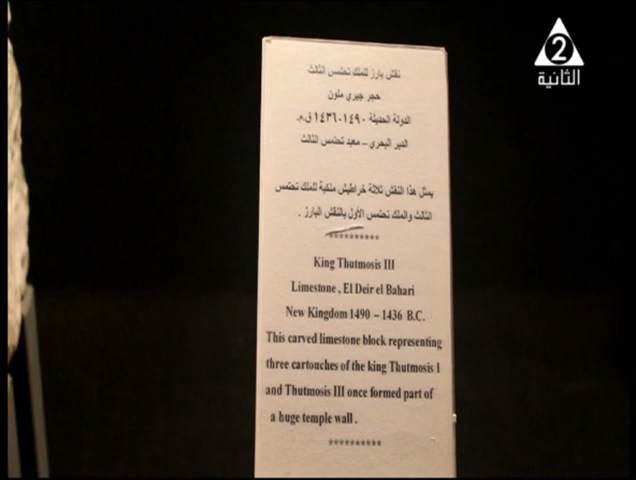 2
الثانية
نقش بارز للملك تحتمس الثالث
حجر جيري ملون
الدولة الحديثة ١٤٩٠-١٤٣٦ ق.م.
الدير البحري – معبد تحتمس الثالث
يمثل هذا النقش ثلاثة خراطيش ملكية للملك تحتمس
الثالث والملك تحتمس الأول بالنقش البارز .
**********
King Thutmosis III
Limestone , El Deir el Bahari
New Kingdom 1490 – 1436 B.C.
This carved limestone block representing
three cartouches of the king Thutmosis I
and Thutmosis III once formed part of
a huge temple wall .
**********